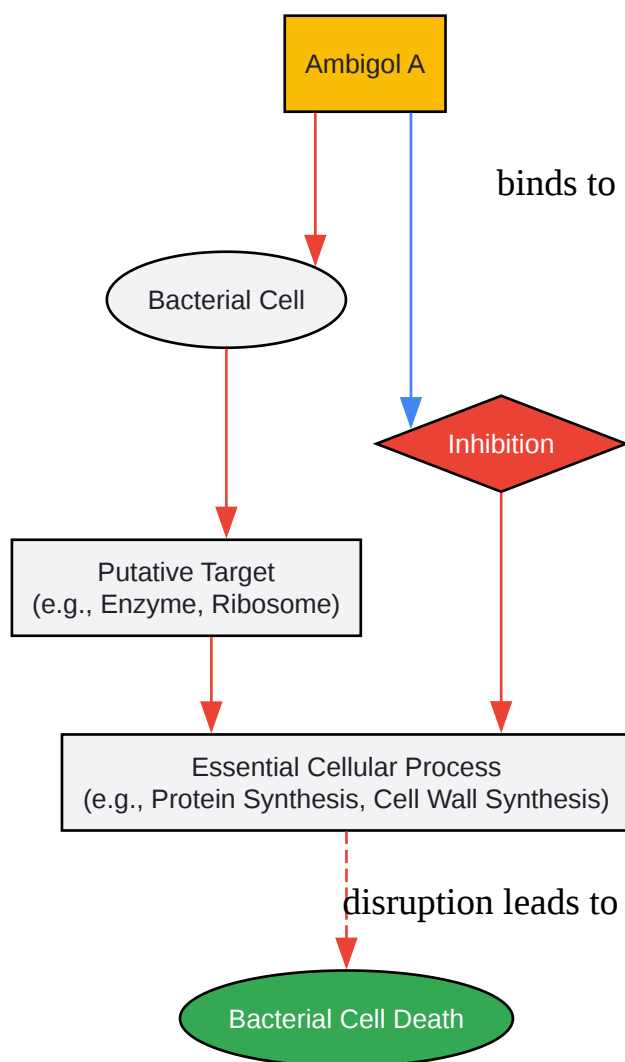 Ambigol A
binds to
Bacterial Cell
Inhibition
Putative Target
(e.g., Enzyme, Ribosome)
Essential Cellular Process
(e.g., Protein Synthesis, Cell Wall Synthesis)
disruption leads to
Bacterial Cell Death